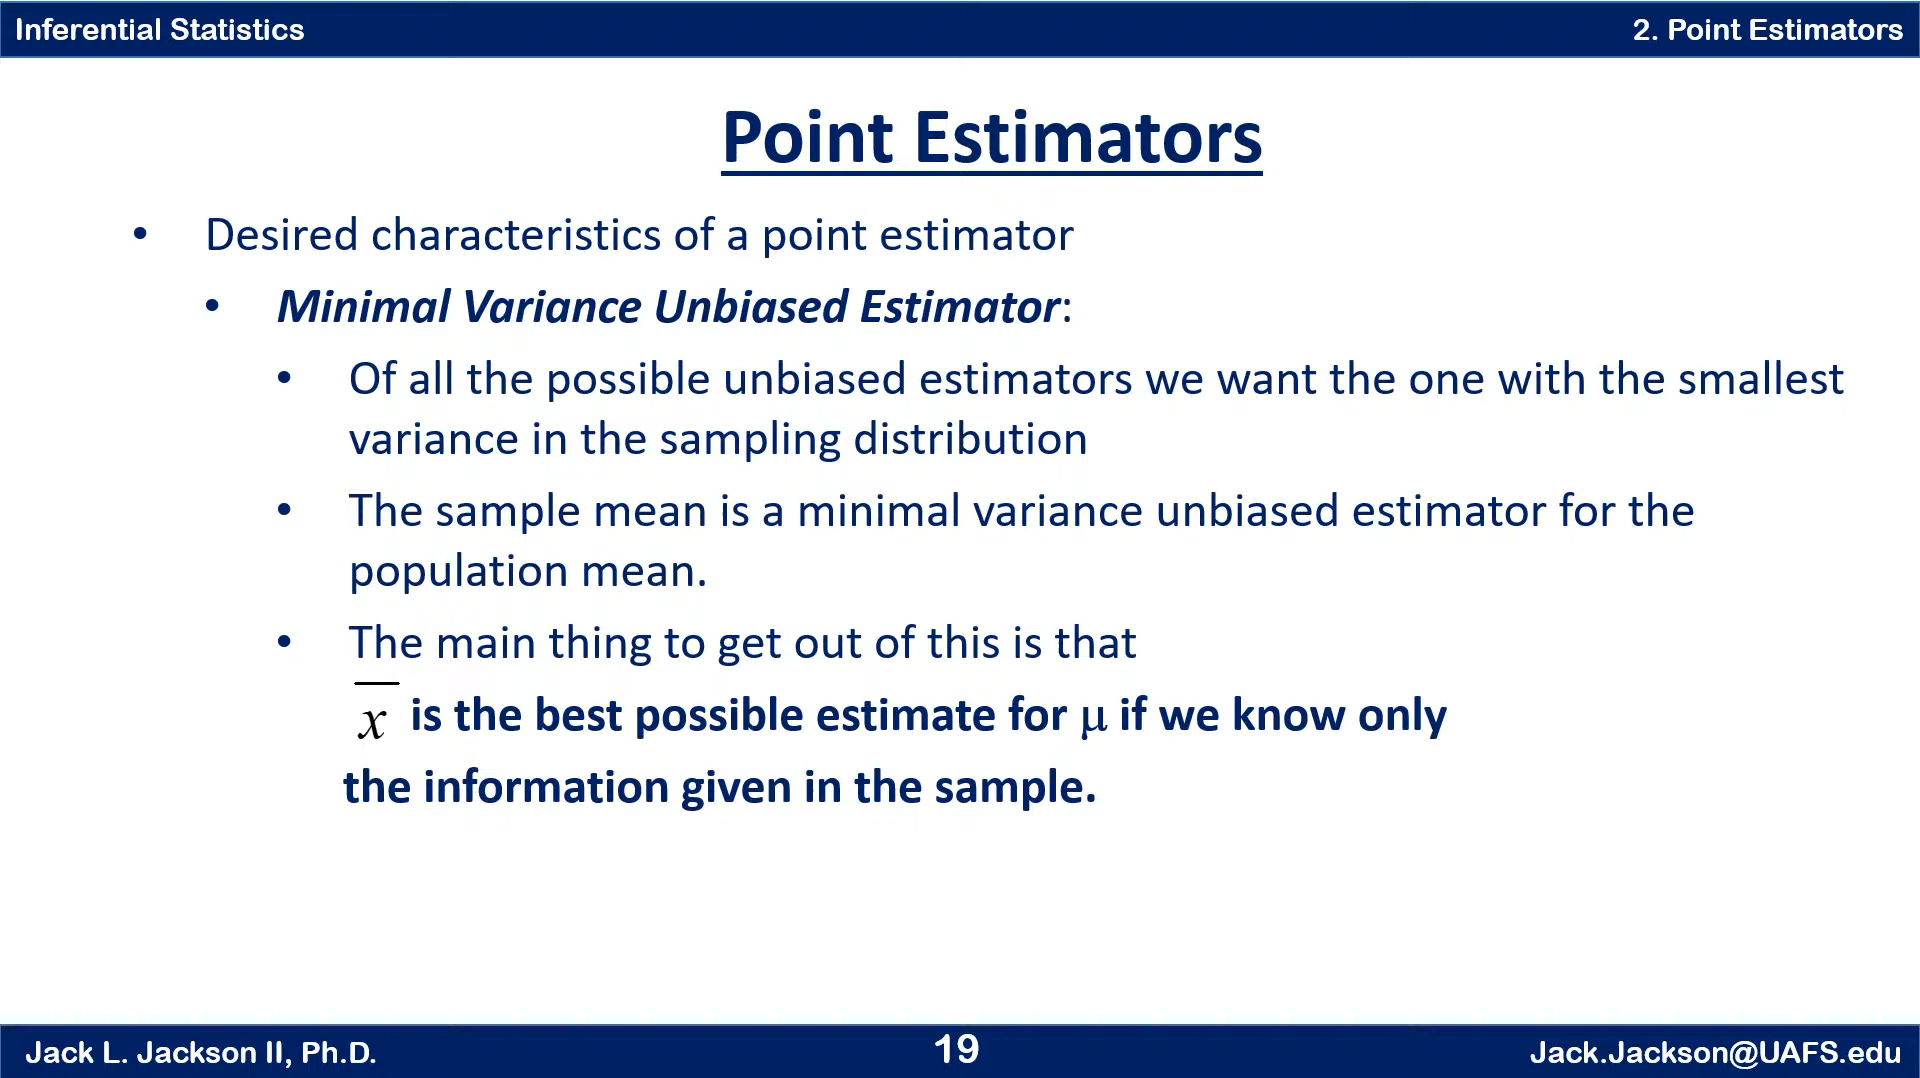 Inferential Statistics
2. Point Estimators
Point Estimators
• Desired characteristics of a point estimator
• Minimal Variance Unbiased Estimator:
• Of all the possible unbiased estimators we want the one with the smallest
variance in the sampling distribution
• The sample mean is a minimal variance unbiased estimator for the
population mean.
• The main thing to get out of this is that
x̅ is the best possible estimate for μ if we know only
the information given in the sample.
Jack L. Jackson II, Ph.D.
19
Jack.Jackson@UAFS.edu